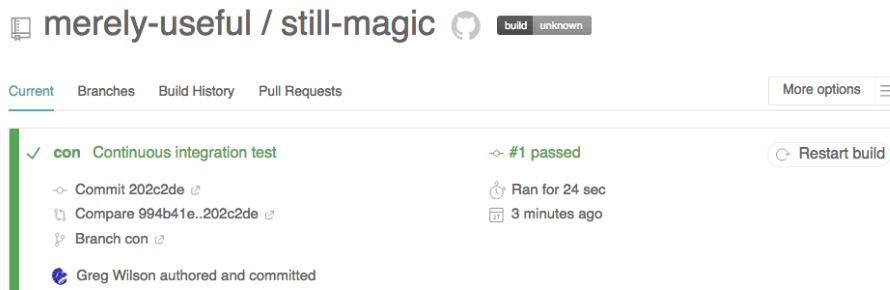 merely-useful / still-magic build unknown
Current Branches Build History Pull Requests More options
con Continuous integration test #1 passed Restart build
Commit 202c2de Ran for 24 sec
Compare 994b41e..202c2de 3 minutes ago
Branch con
Greg Wilson authored and committed